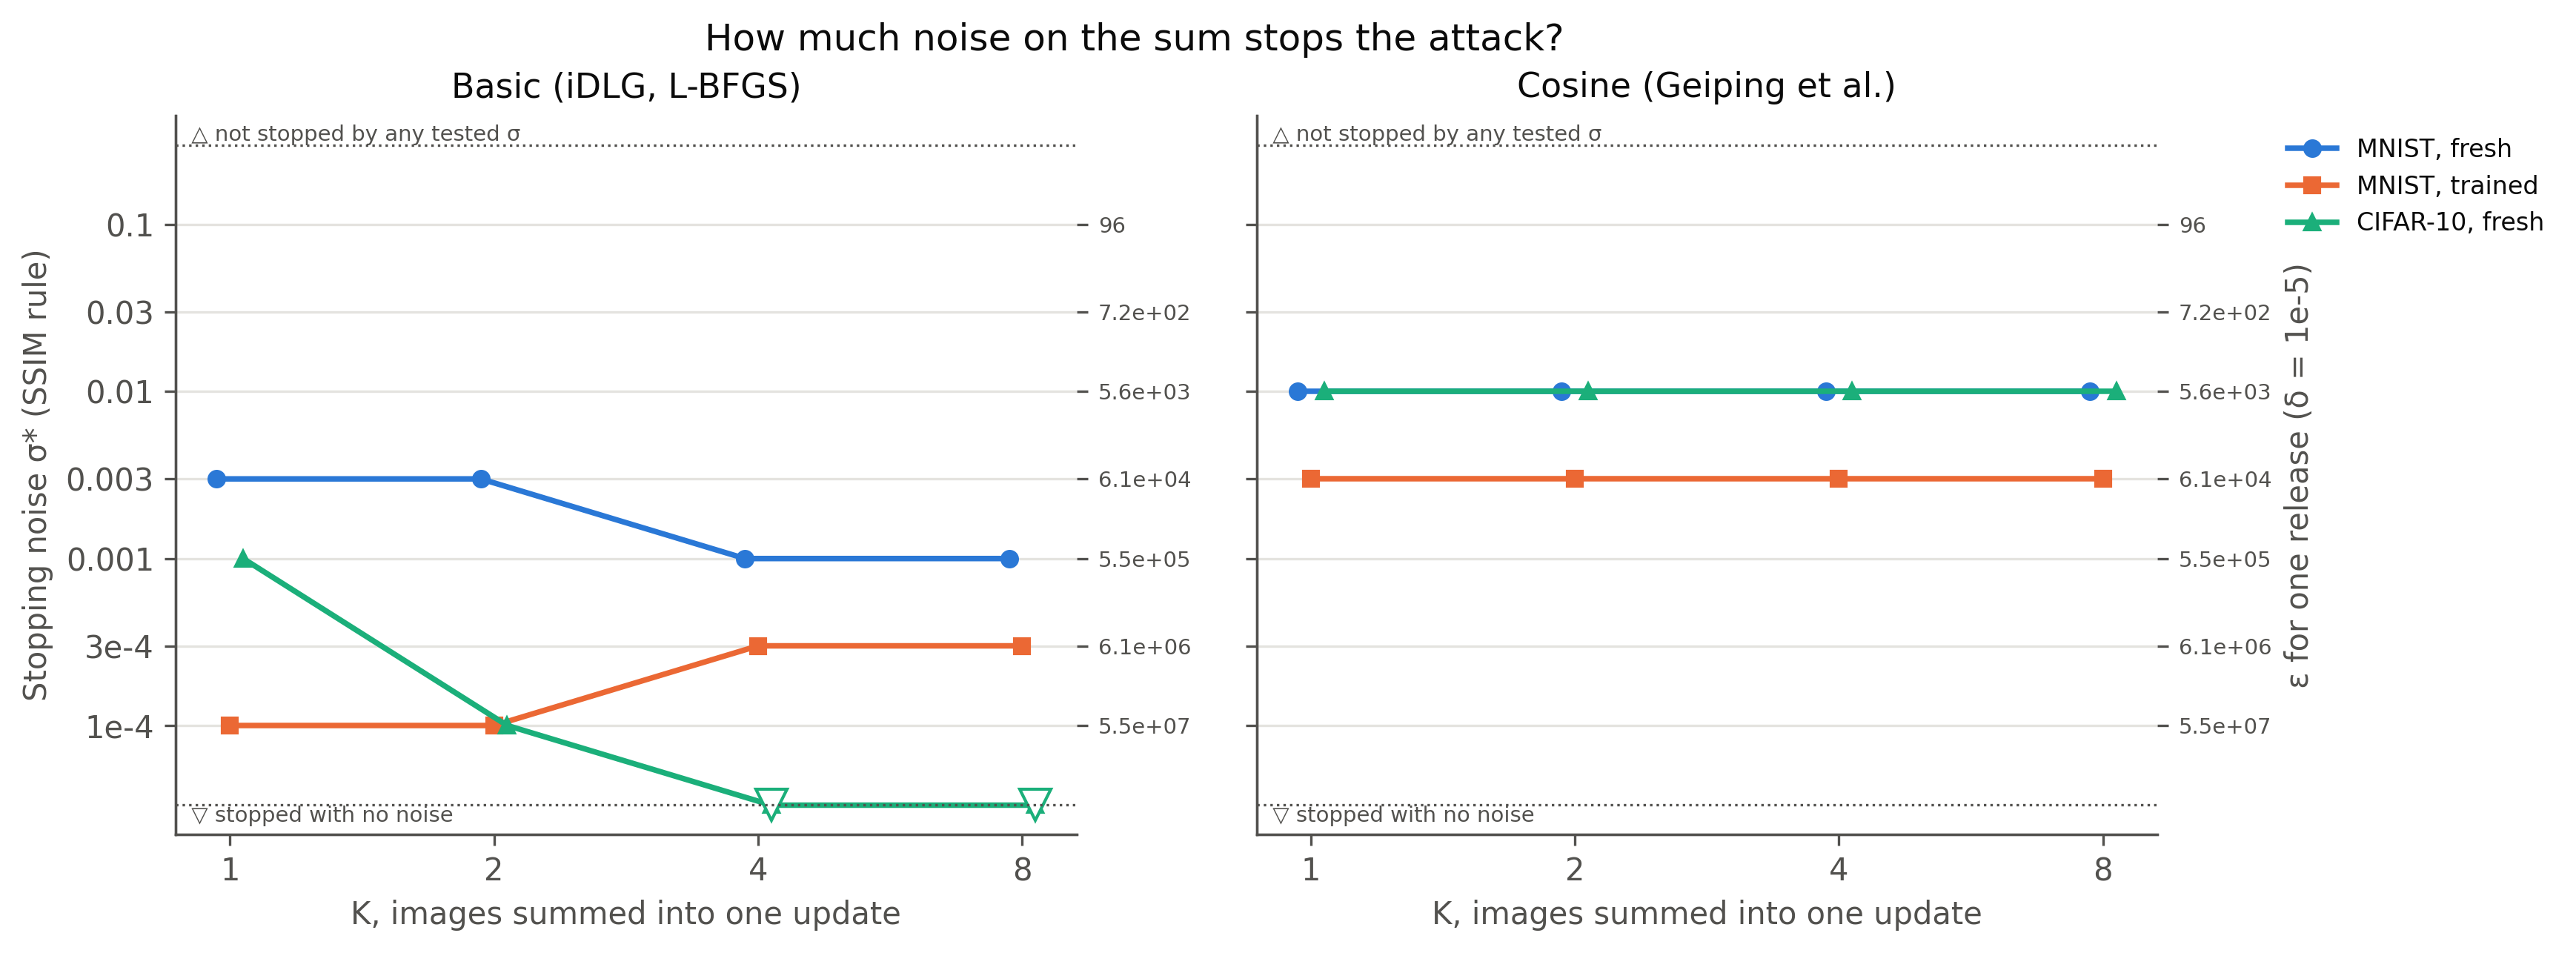 How much noise on the sum stops the attack?
Basic (iDLG, L-BFGS)
△ not stopped by any tested σ
Stopping noise σ* (SSIM rule)
0.1
0.03
0.01
0.003
0.001
3e-4
1e-4
96
7.2e+02
5.6e+03
6.1e+04
5.5e+05
6.1e+06
5.5e+07
▽ stopped with no noise
1
2
4
8
K, images summed into one update
Cosine (Geiping et al.)
△ not stopped by any tested σ
96
7.2e+02
5.6e+03
6.1e+04
5.5e+05
6.1e+06
5.5e+07
ε for one release (δ = 1e-5)
▽ stopped with no noise
1
2
4
8
K, images summed into one update
MNIST, fresh
MNIST, trained
CIFAR-10, fresh